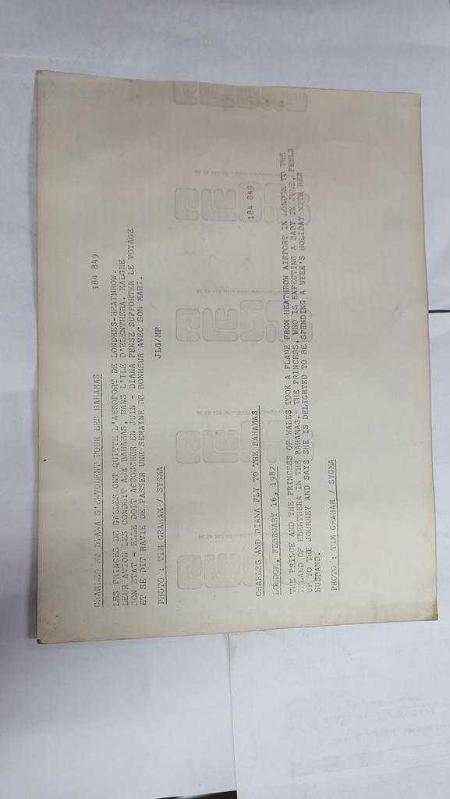 CHARLES ET DIANA S'ENVOLENT POUR LES BAHAMAS 184 849
LES PRINCES DE GALLES ONT QUITTE L'AEROPORT DE LONDRES-HEATHROW.
LEUR AVION LES CONDUIT AUX BAHAMAS, DANS L'ILE D'ELEUTHERA. MALGRE
SON ETAT - ELLE DOIT ACCOUCHER EN JUIN - DIANA PENSE SUPPORTER LE VOYAGE
ET SE DIT RAVIE DE PASSER UNE SEMAINE DU BONHEUR AVEC SON MARI.
PHOTO : TIM GRAHAM / SYGMA JLG/MP
CHARLES AND DIANA FLY TO THE BAHAMAS 184 849
LONDON, FEBRUARY 16, 1982
THE PRINCE AND THE PRINCESS OF WALES TOOK A PLANE FROM HEATHROW AIRPORT IN LONDON TO THE
ISLAND OF HELEUTHERA IN THE BAHAMAS. THE PRINCESS, WHO IS EXPECTING A BABY IN JUNE, FEELS
UP TO THE JOURNEY AND SAYS SHE IS DELIGHTED TO BE SPENDING A WEEK'S HOLIDAY WITH HER
HUSBAND.
PHOTO : TIM GRAHAM / SYGMA